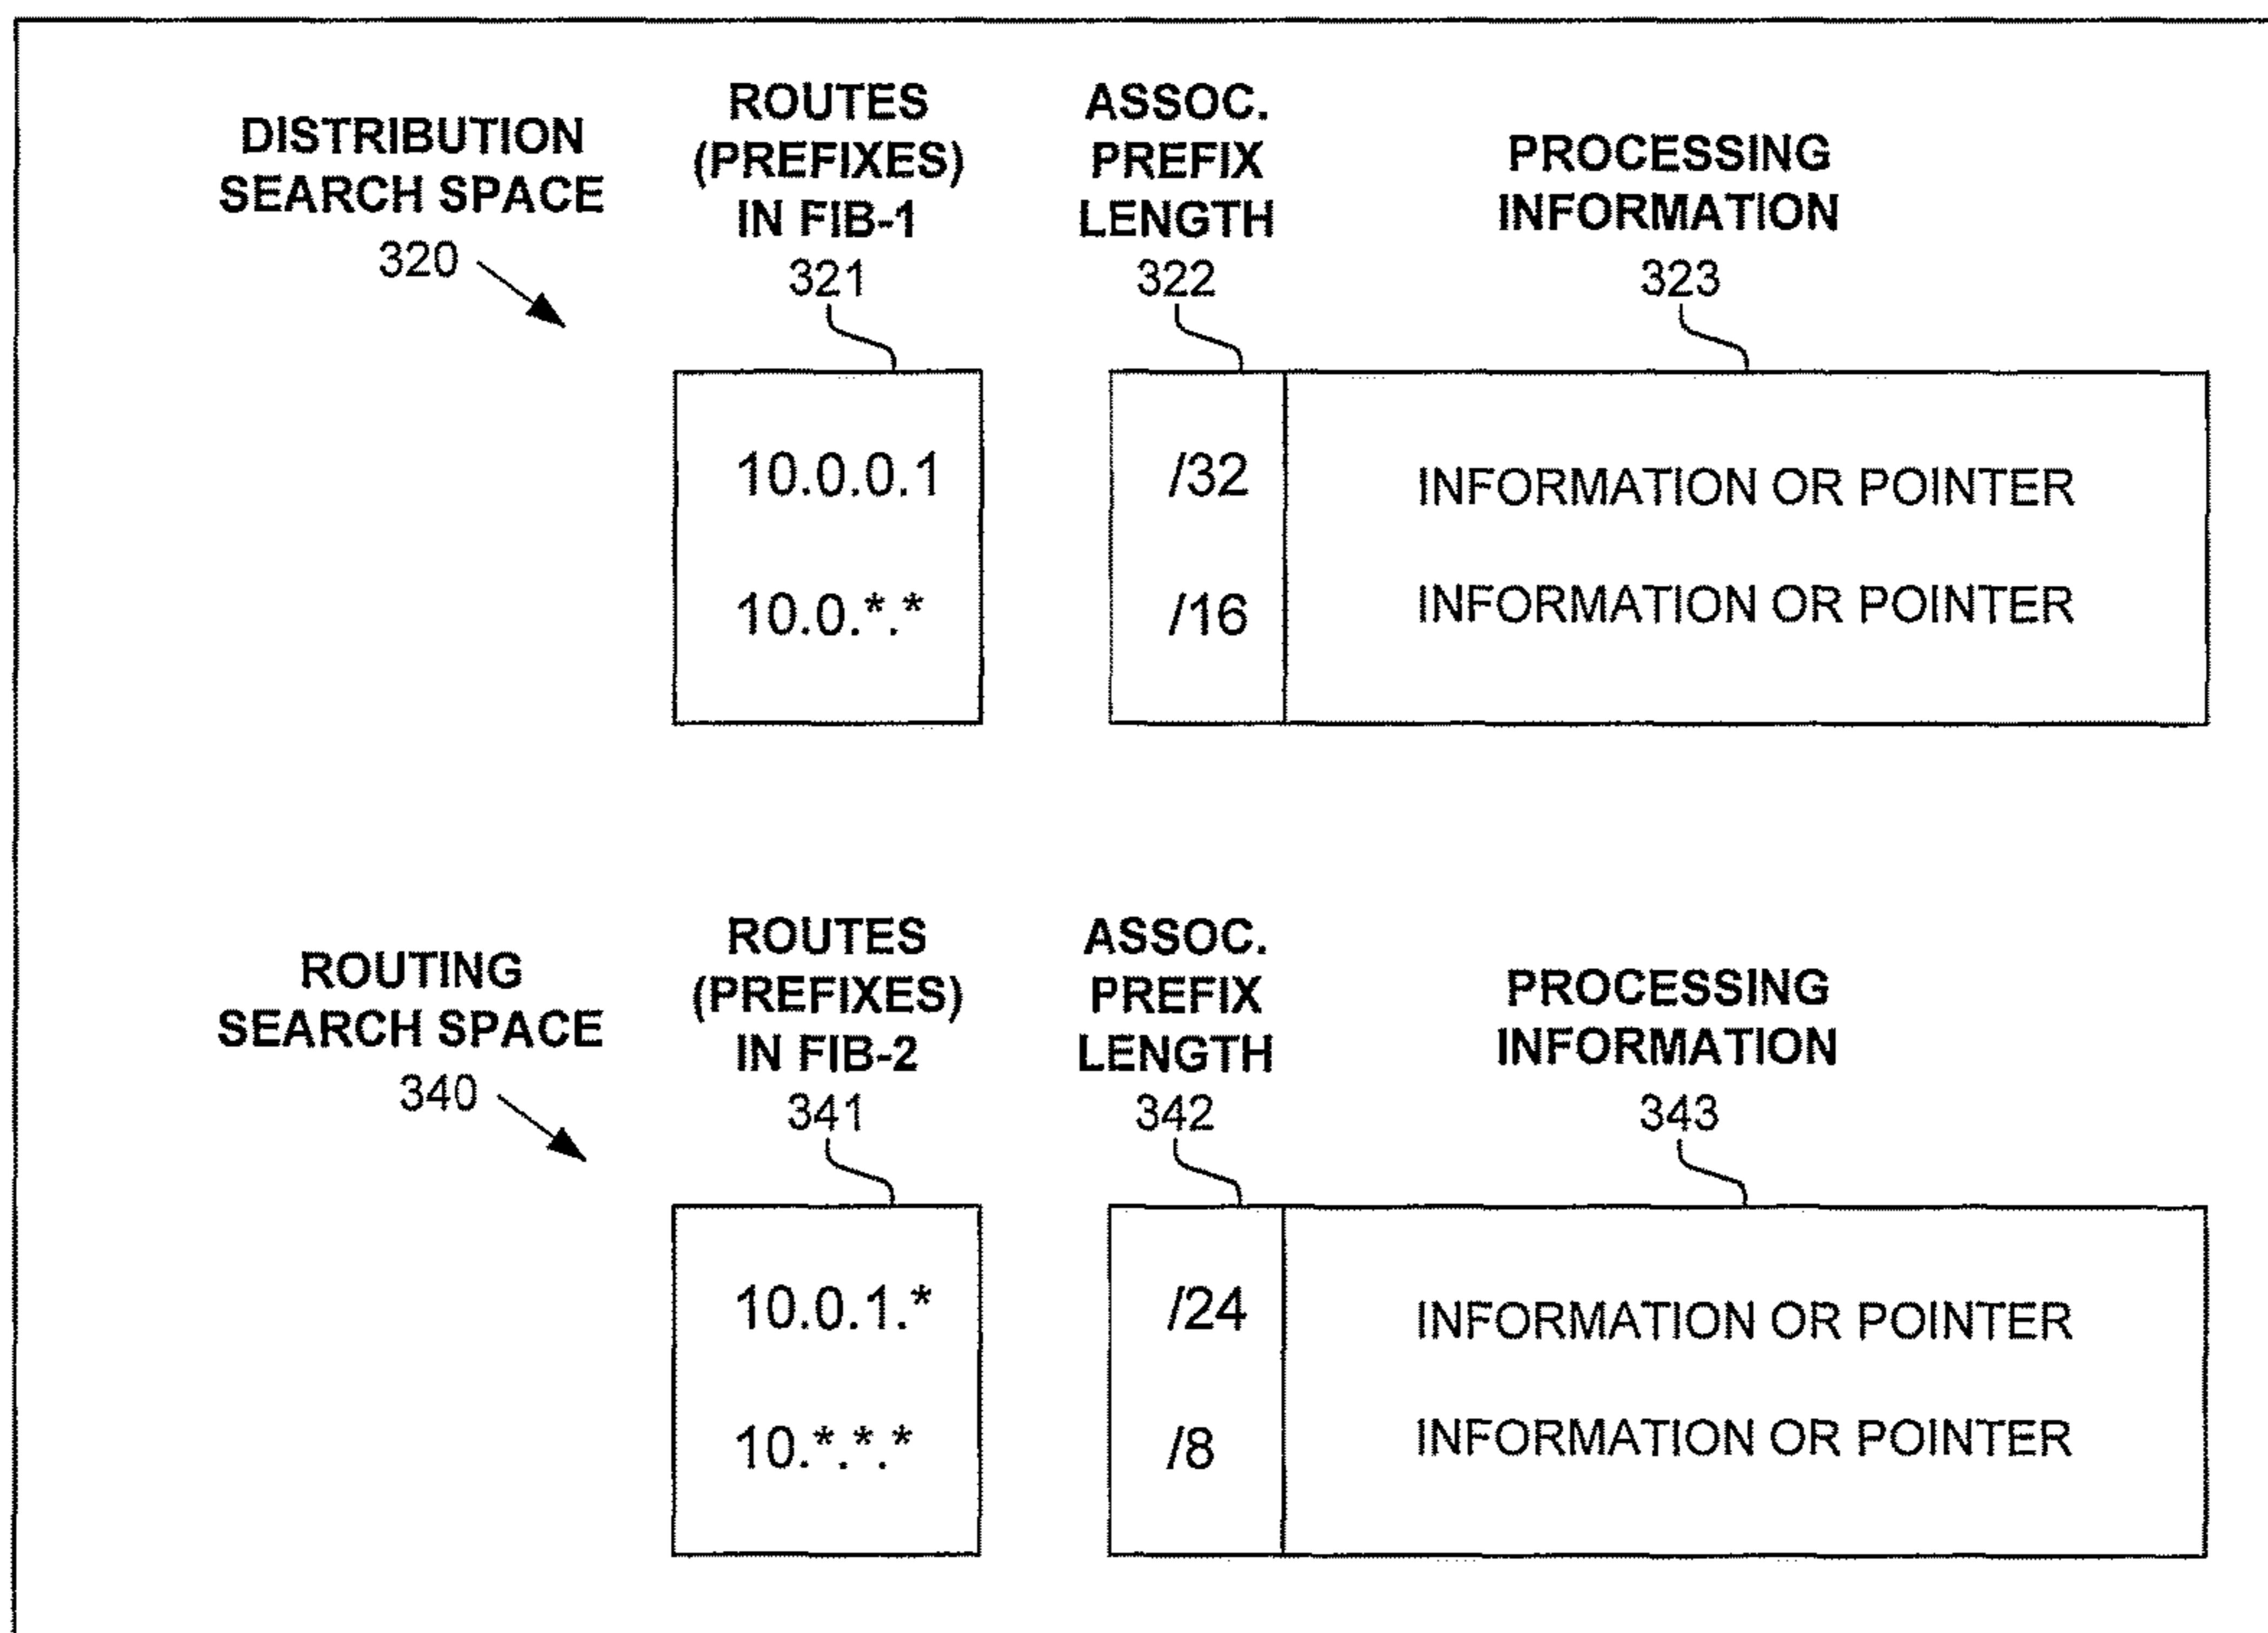 DISTRIBUTION
SEARCH SPACE
320
ROUTES
(PREFIXES)
IN FIB-1
321
ASSOC.
PREFIX
LENGTH
322
PROCESSING
INFORMATION
323
10.0.0.1 /32 INFORMATION OR POINTER
10.0.*.* /16 INFORMATION OR POINTER
ROUTING
SEARCH SPACE
340
ROUTES
(PREFIXES)
IN FIB-2
341
ASSOC.
PREFIX
LENGTH
342
PROCESSING
INFORMATION
343
10.0.1.* /24 INFORMATION OR POINTER
10.*.*.* /8 INFORMATION OR POINTER